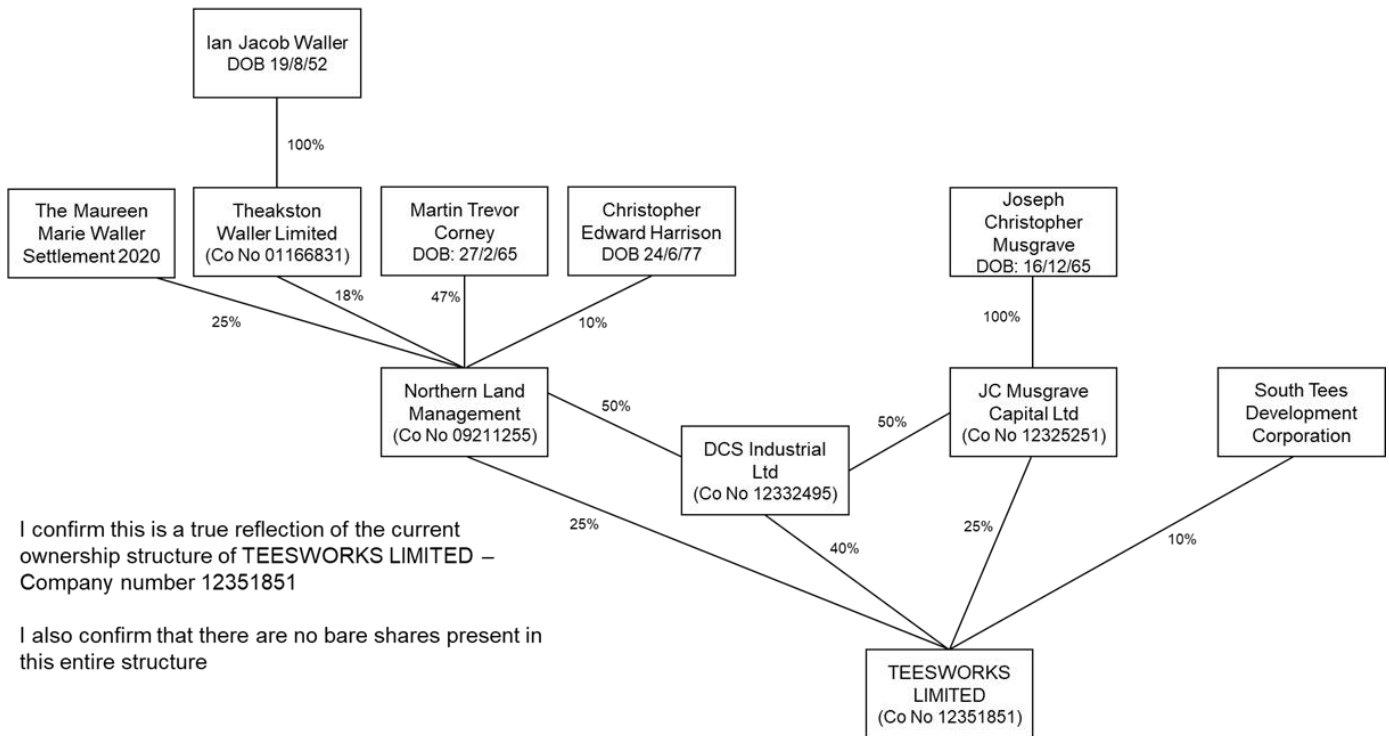 Ian Jacob Waller
DOB 19/8/52
100%
The Maureen
Marie Waller
Settlement 2020
Theakston
Waller Limited
(Co No 01166831)
Martin Trevor
Corney
DOB: 27/2/65
Christopher
Edward Harrison
DOB 24/6/77
Joseph
Christopher
Musgrave
DOB: 16/12/65
25%
18%
47%
10%
100%
Northern Land
Management
(Co No 09211255)
50%
DCS Industrial
Ltd
(Co No 12332495)
50%
JC Musgrave
Capital Ltd
(Co No 12325251)
South Tees
Development
Corporation
25%
40%
25%
10%
I confirm this is a true reflection of the current
ownership structure of TEESWORKS LIMITED –
Company number 12351851
I also confirm that there are no bare shares present in
this entire structure
TEESWORKS
LIMITED
(Co No 12351851)